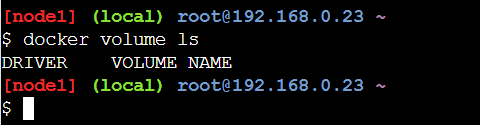 [node1] (local) root@192.168.0.23 ~
$ docker volume ls
DRIVER    VOLUME NAME
[node1] (local) root@192.168.0.23 ~
$